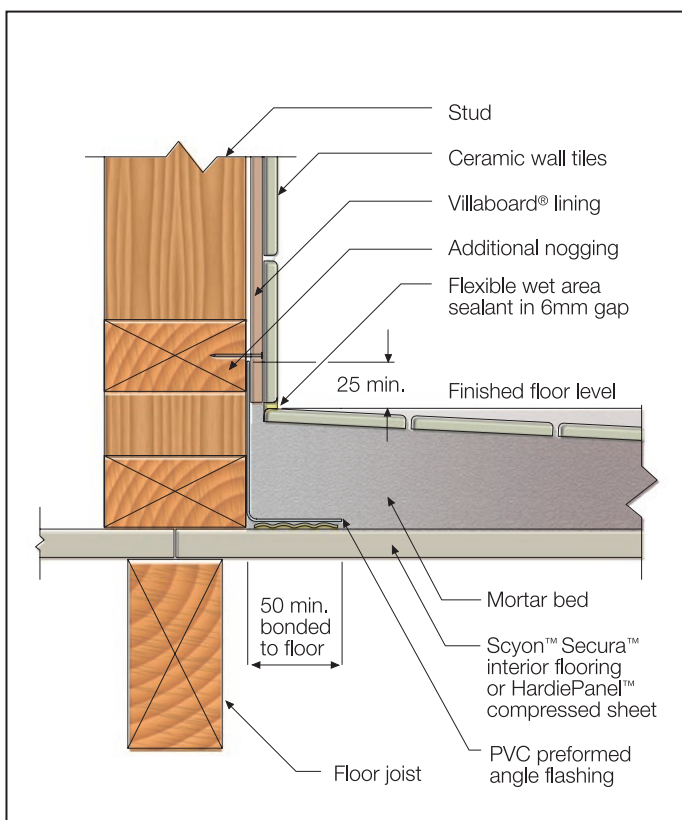 Stud
Ceramic wall tiles
Villaboard® lining
Additional nogging
Flexible wet area
sealant in 6mm gap
25 min.
Finished floor level
50 min.
bonded
to floor
Mortar bed
Scyon™ Secura™
interior flooring
or HardiePanel™
compressed sheet
PVC preformed
angle flashing
Floor joist